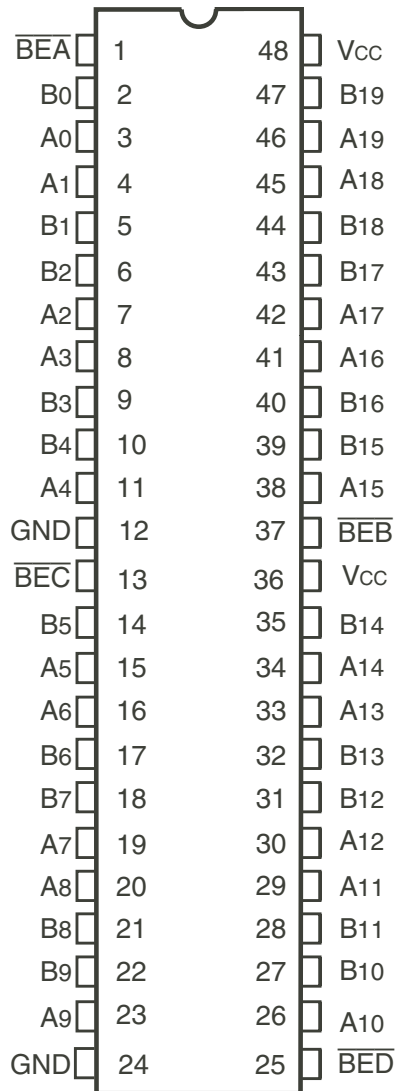 B̅E̅A̅ 1 48 Vcc
B0 2 47 B19
A0 3 46 A19
A1 4 45 A18
B1 5 44 B18
B2 6 43 B17
A2 7 42 A17
A3 8 41 A16
B3 9 40 B16
B4 10 39 B15
A4 11 38 A15
GND 12 37 B̅E̅B̅
B̅E̅C̅ 13 36 Vcc
B5 14 35 B14
A5 15 34 A14
A6 16 33 A13
B6 17 32 B13
B7 18 31 B12
A7 19 30 A12
A8 20 29 A11
B8 21 28 B11
B9 22 27 B10
A9 23 26 A10
GND 24 25 B̅E̅D̅